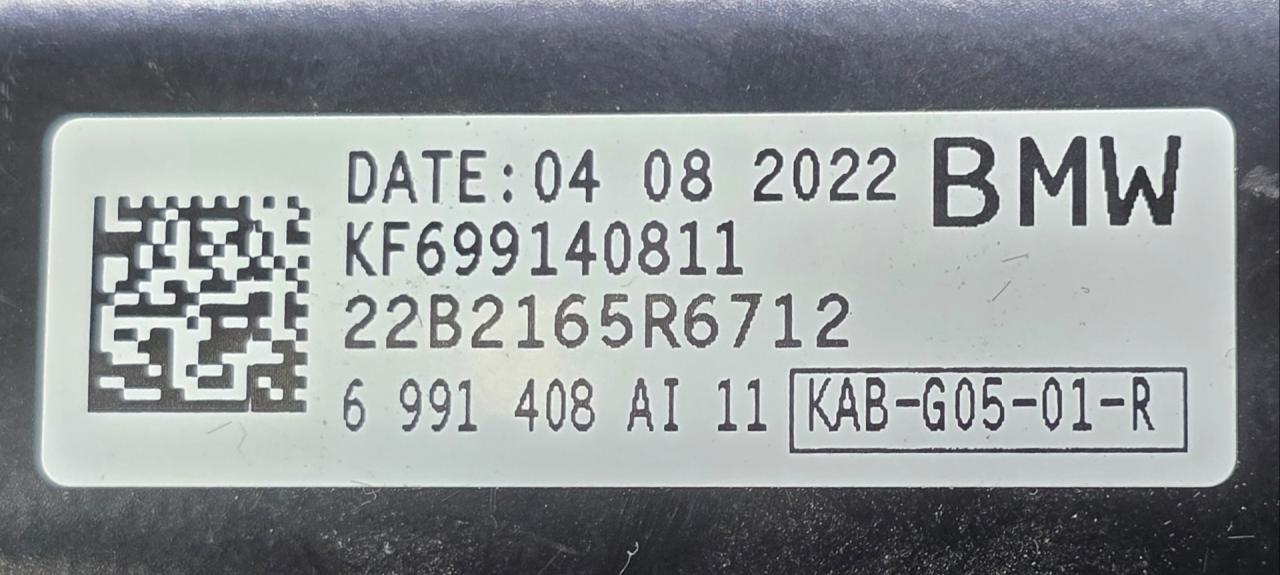 DATE:04 08 2022 BMW
KF699140811
22B2165R6712
6 991 408 AI 11 KAB-G05-01-R